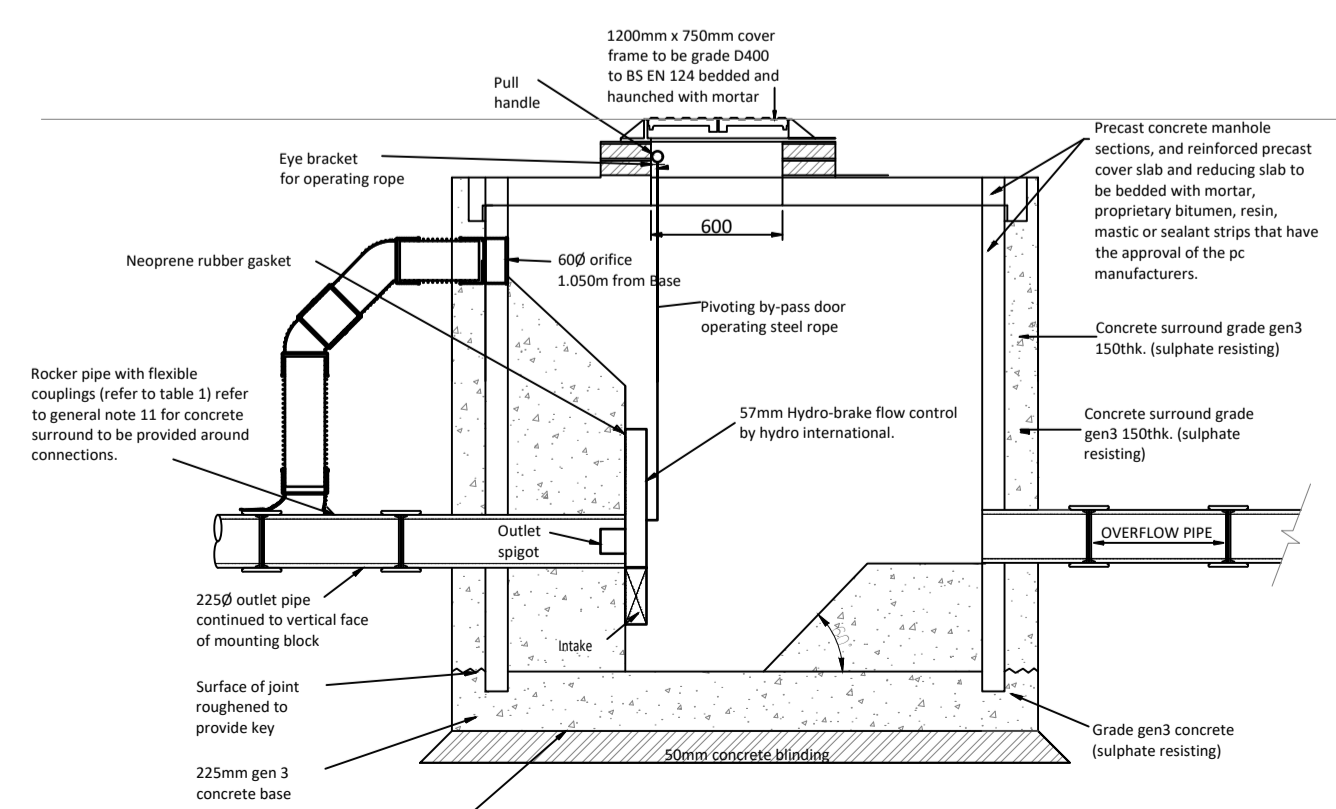 1200mm x 750mm cover
frame to be grade D400
to BS EN 124 bedded and
haunched with mortar
Pull
handle
Eye bracket
for operating rope
Precast concrete manhole
sections, and reinforced precast
cover slab and reducing slab to
be bedded with mortar,
proprietary bitumen, resin,
mastic or sealant strips that have
the approval of the pc
manufacturers.
600
Neoprene rubber gasket
60Ø orifice
1.050m from Base
Pivoting by-pass door
operating steel rope
Concrete surround grade gen3
150thk. (sulphate resisting)
Rocker pipe with flexible
couplings (refer to table 1) refer
to general note 11 for concrete
surround to be provided around
connections.
57mm Hydro-brake flow control
by hydro international.
Concrete surround grade
gen3 150thk. (sulphate
resisting)
Outlet
spigot
OVERFLOW PIPE
225Ø outlet pipe
continued to vertical face
of mounting block
Intake
Surface of joint
roughened to
provide key
Grade gen3 concrete
(sulphate resisting)
50mm concrete blinding
225mm gen 3
concrete base